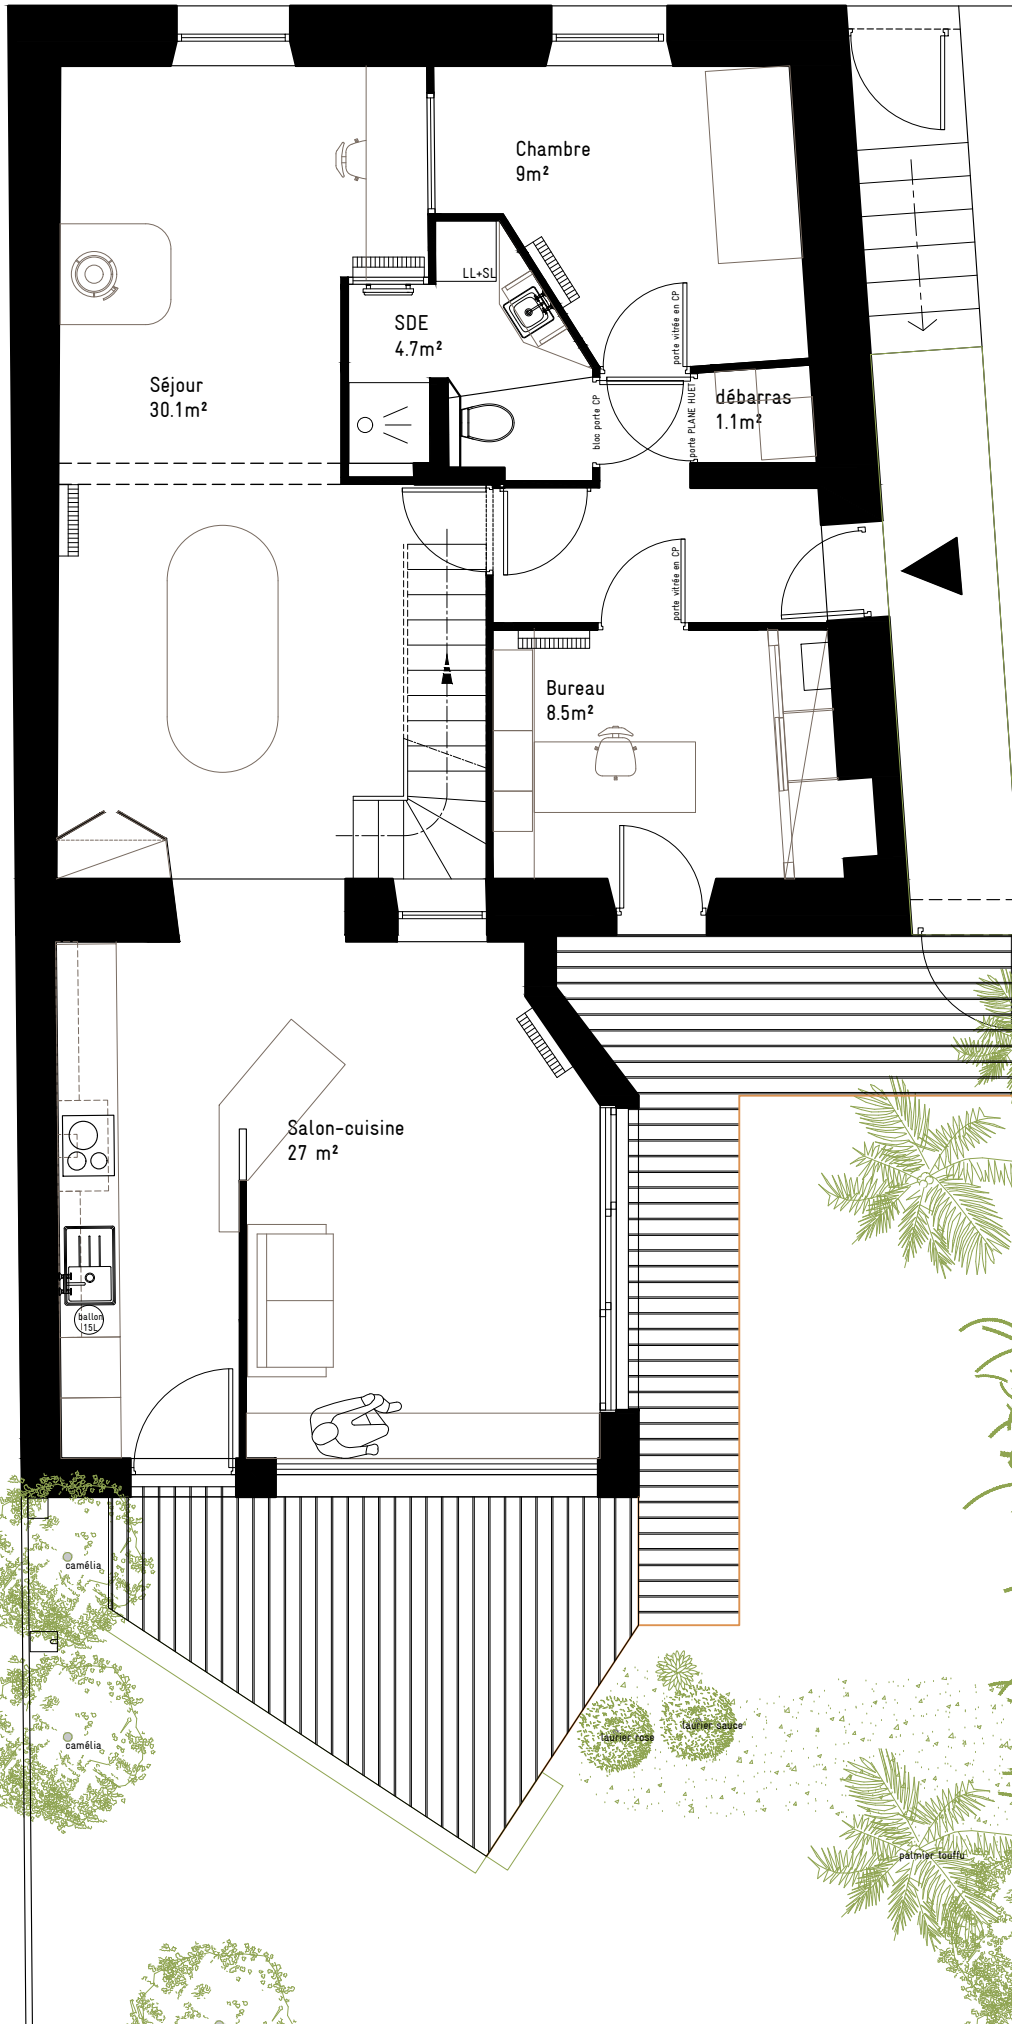 Chambre
9m²
LL+SL
SDE
4.7m²
porte vitrée en CP
Séjour
30.1m²
bloc porte CP
porte PLANE HUET
débarras
1.1m²
porte vitrée en CP
Bureau
8.5m²
Salon-cuisine
27 m²
ballon
15L
camélia
camélia
laurier rose
laurier sauce
palmier touffu